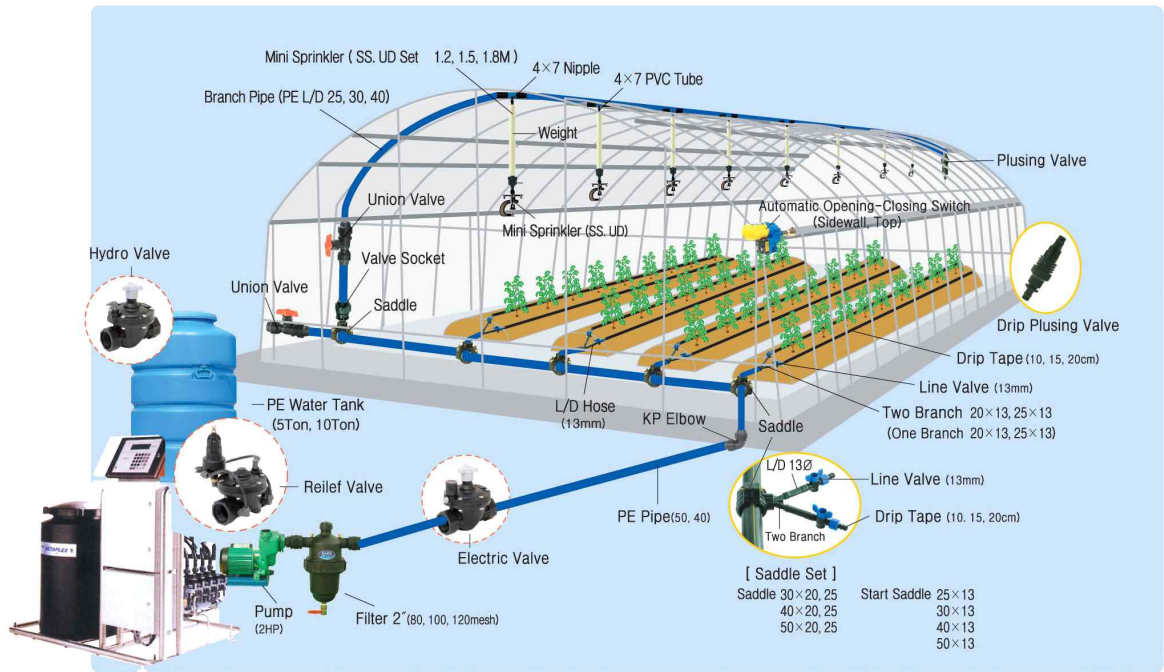 Mini Sprinkler ( SS. UD Set 1.2, 1.5, 1.8M )
4×7 Nipple
4×7 PVC Tube
Branch Pipe (PE L/D 25, 30, 40)
Weight
Plusing Valve
Union Valve
Automatic Opening-Closing Switch
(Sidewall, Top)
Mini Sprinkler (SS. UD)
Hydro Valve
Valve Socket
Union Valve
Saddle
Drip Plusing Valve
Drip Tape (10, 15, 20cm)
Line Valve (13mm)
PE Water Tank
(5Ton, 10Ton)
L/D Hose
(13mm)
KP Elbow
Saddle
Two Branch 20×13, 25×13
(One Branch 20×13, 25×13)
L/D 13Ø
Line Valve (13mm)
Reilef Valve
PE Pipe(50, 40)
Drip Tape (10. 15, 20cm)
Two Branch
Electric Valve
[ Saddle Set ]
Saddle 30×20, 25
40×20, 25
50×20, 25
Start Saddle 25×13
30×13
40×13
50×13
Pump
(2HP)
Filter 2″(80, 100, 120mesh)